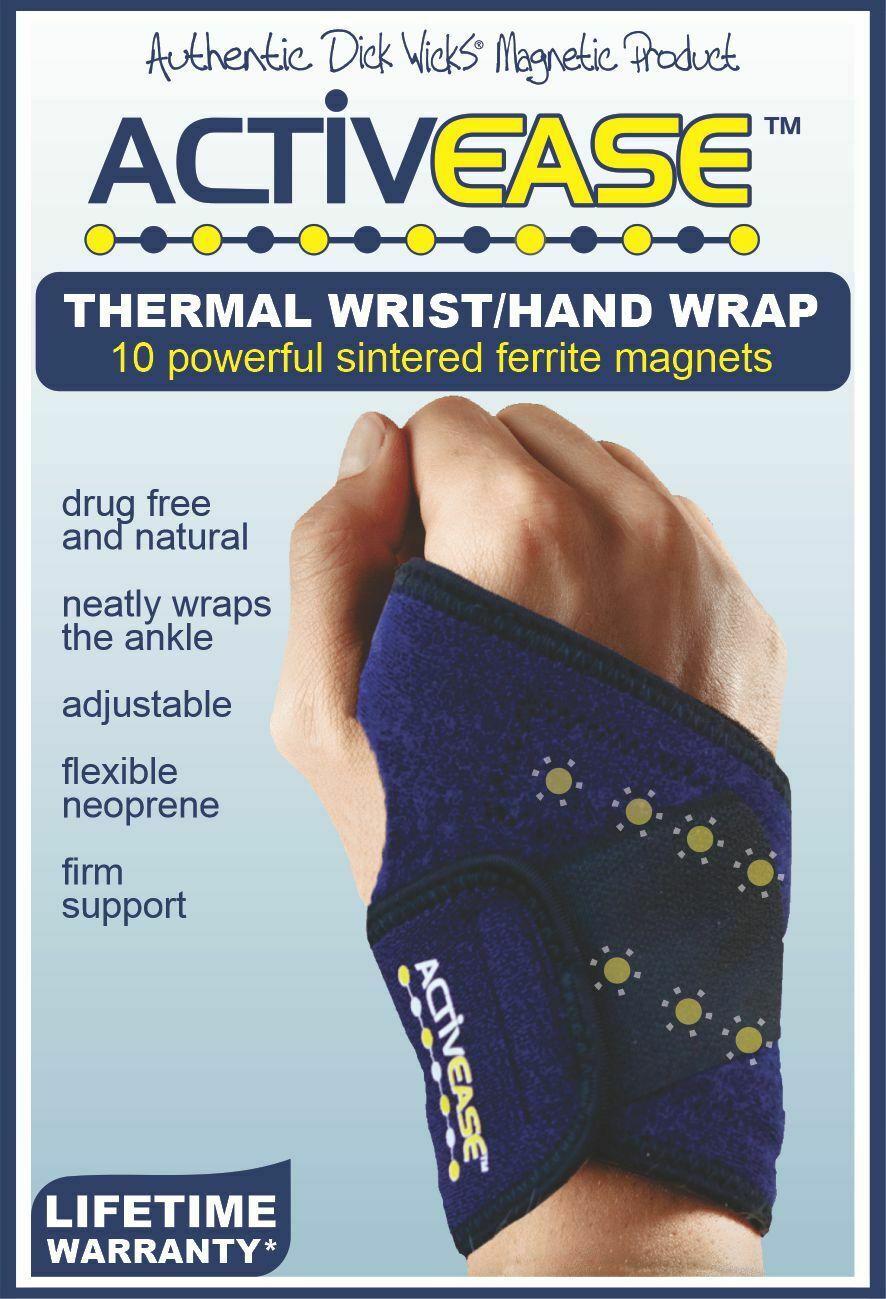 Authentic Dick Wicks® Magnetic Product
ACTIVEASE™
THERMAL WRIST/HAND WRAP
10 powerful sintered ferrite magnets
drug free
and natural
neatly wraps
the ankle
adjustable
flexible
neoprene
firm
support
ACTIVEASE™
LIFETIME
WARRANTY*